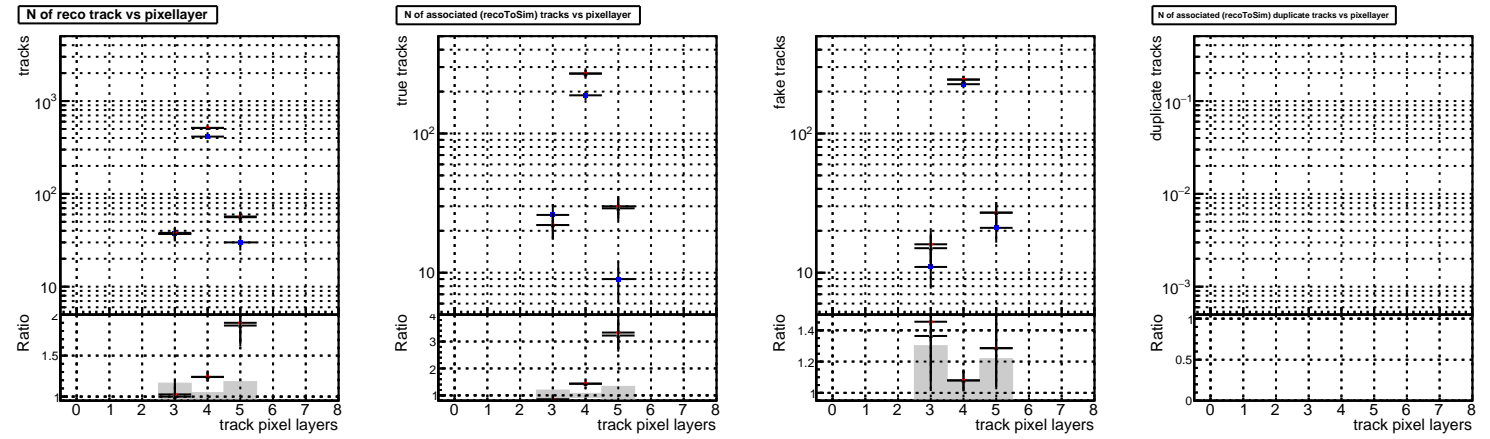 N of reco track vs pixellayer
tracks
10³
10²
10
Ratio
2
1.5
1
0 1 2 3 4 5 6 7 8
track pixel layers
N of associated (recoToSim) tracks vs pixellayer
true tracks
10²
10
Ratio
4
3
2
1
0 1 2 3 4 5 6 7 8
track pixel layers
fake tracks
10²
10
Ratio
1.4
1.2
1
0 1 2 3 4 5 6 7 8
track pixel layers
N of associated (recoToSim) duplicate tracks vs pixellayer
duplicate tracks
10⁻¹
10⁻²
10⁻³
Ratio
1
0.5
0
0 1 2 3 4 5 6 7 8
track pixel layers